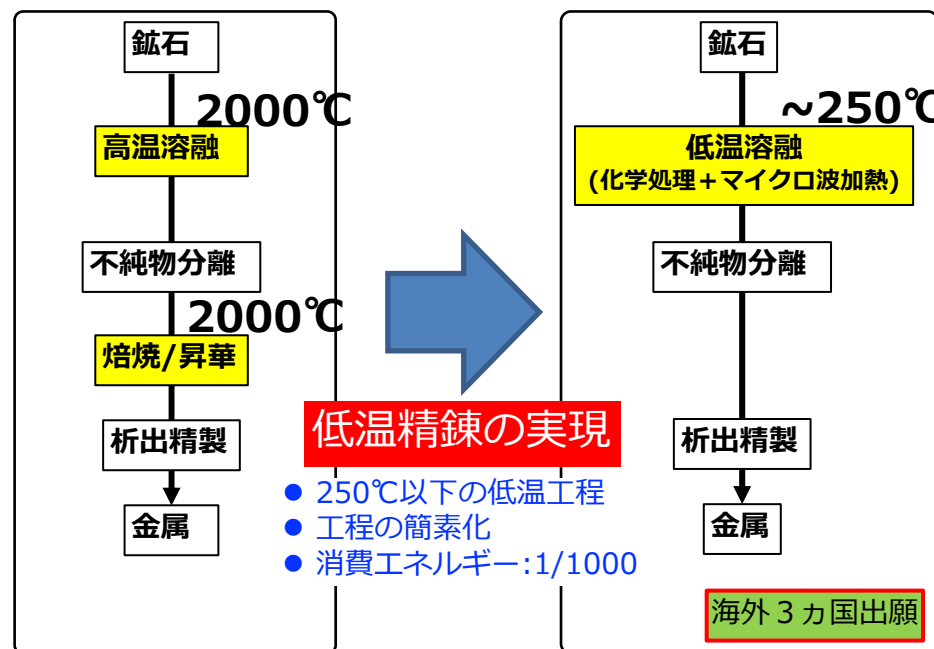 鉱石
2000℃
高温溶融
不純物分離
2000℃
焙焼/昇華
析出精製
金属
低温精錬の実現
● 250℃以下の低温工程
● 工程の簡素化
● 消費エネルギー:1/1000
鉱石
~250℃
低温溶融
(化学処理＋マイクロ波加熱)
不純物分離
析出精製
金属
海外３ヵ国出願